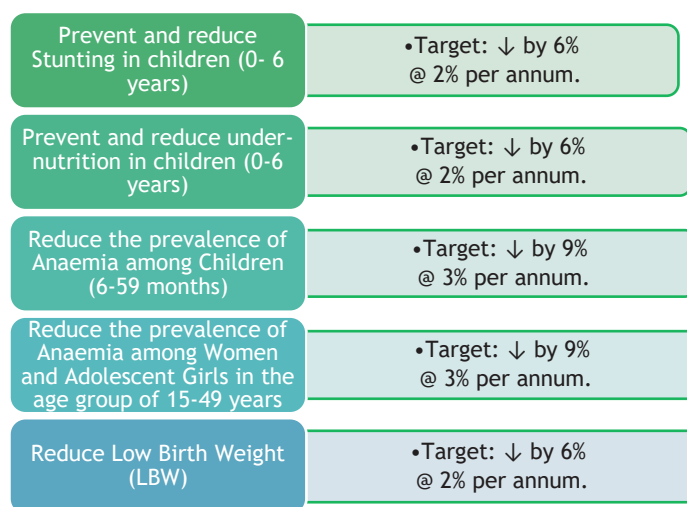 Prevent and reduce
Stunting in children (0- 6
years)
•Target: ↓ by 6%
@ 2% per annum.
Prevent and reduce under-
nutrition in children (0-6
years)
•Target: ↓ by 6%
@ 2% per annum.
Reduce the prevalence of
Anaemia among Children
(6-59 months)
•Target: ↓ by 9%
@ 3% per annum.
Reduce the prevalence of
Anaemia among Women
and Adolescent Girls in the
age group of 15-49 years
•Target: ↓ by 9%
@ 3% per annum.
Reduce Low Birth Weight
(LBW)
•Target: ↓ by 6%
@ 2% per annum.